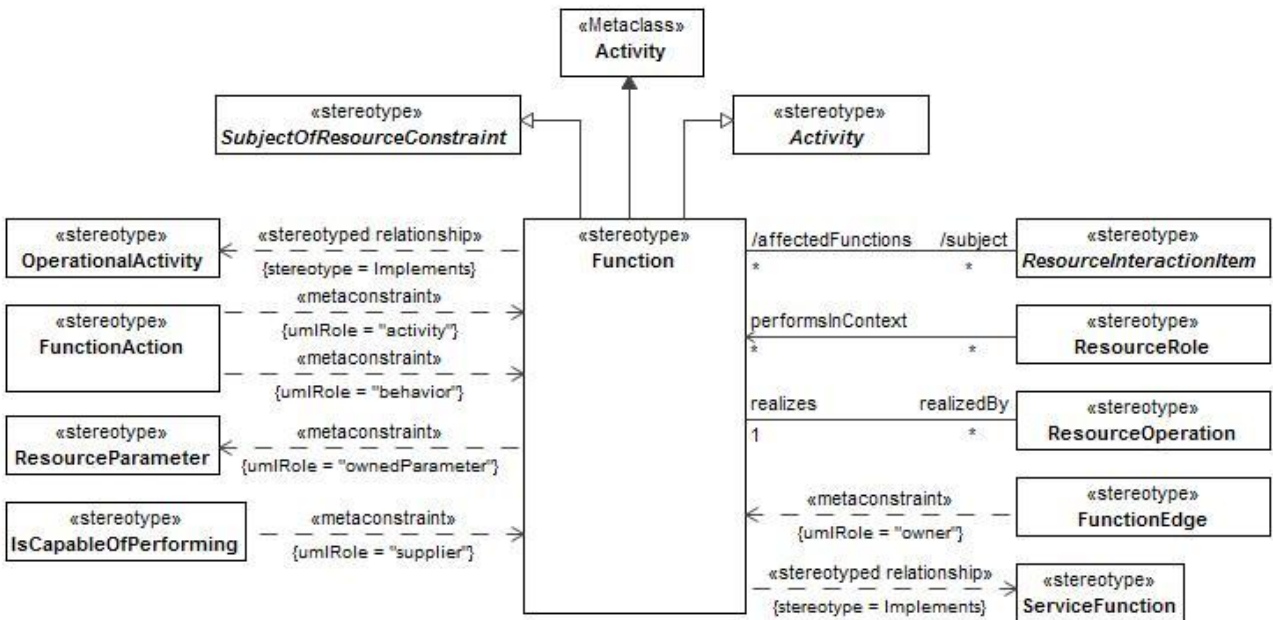 «Metaclass»
Activity
«stereotype»
SubjectOfResourceConstraint
«stereotype»
Activity
«stereotype»
Function
«stereotype»
OperationalActivity
«stereotyped relationship»
{stereotype = Implements}
«stereotype»
FunctionAction
«metaconstraint»
{umlRole = "activity"}
«metaconstraint»
{umlRole = "behavior"}
«stereotype»
ResourceParameter
«metaconstraint»
{umlRole = "ownedParameter"}
«stereotype»
IsCapableOfPerforming
«metaconstraint»
{umlRole = "supplier"}
/affectedFunctions /subject
* *
«stereotype»
ResourceInteractionItem
performsInContext
* *
«stereotype»
ResourceRole
realizes realizedBy
1 *
«stereotype»
ResourceOperation
«metaconstraint»
{umlRole = "owner"}
«stereotype»
FunctionEdge
«stereotyped relationship»
{stereotype = Implements}
«stereotype»
ServiceFunction